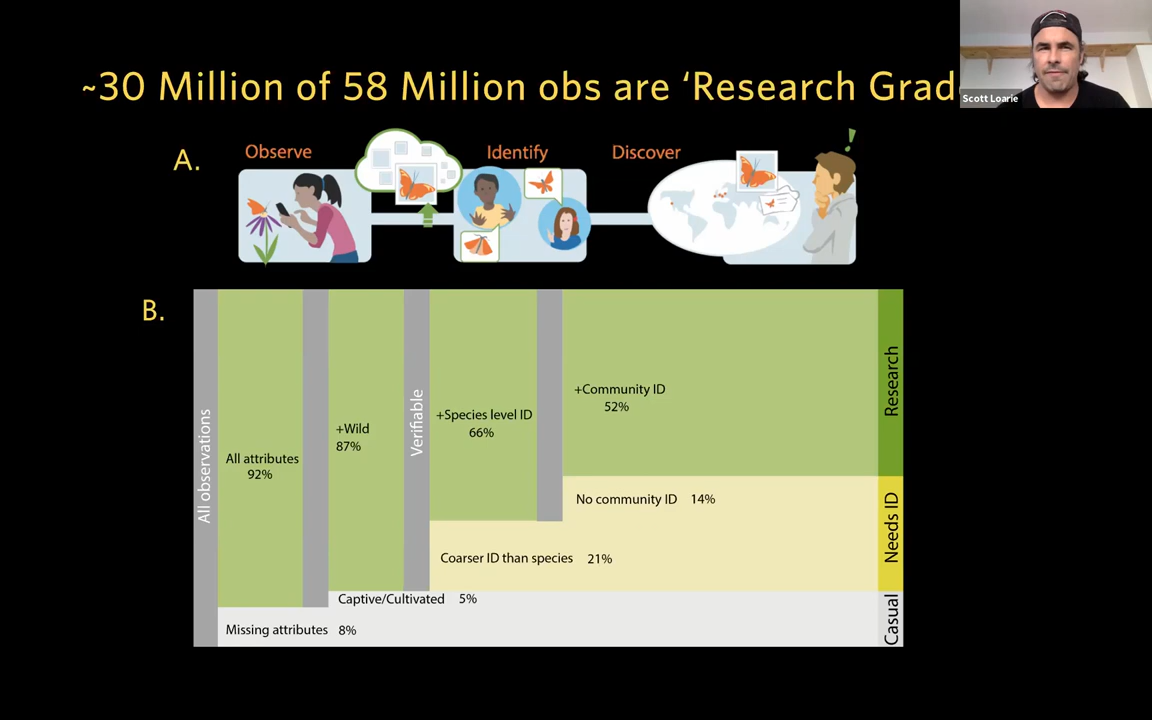 ~30 Million of 58 Million obs are ‘Research Grad
Scott Loarie
A.
Observe
Identify
Discover
!
B.
All observations
All attributes
92%
+Wild
87%
Verifiable
+Species level ID
66%
+Community ID
52%
No community ID 14%
Coarser ID than species 21%
Captive/Cultivated 5%
Missing attributes 8%
Research
Needs ID
Casual